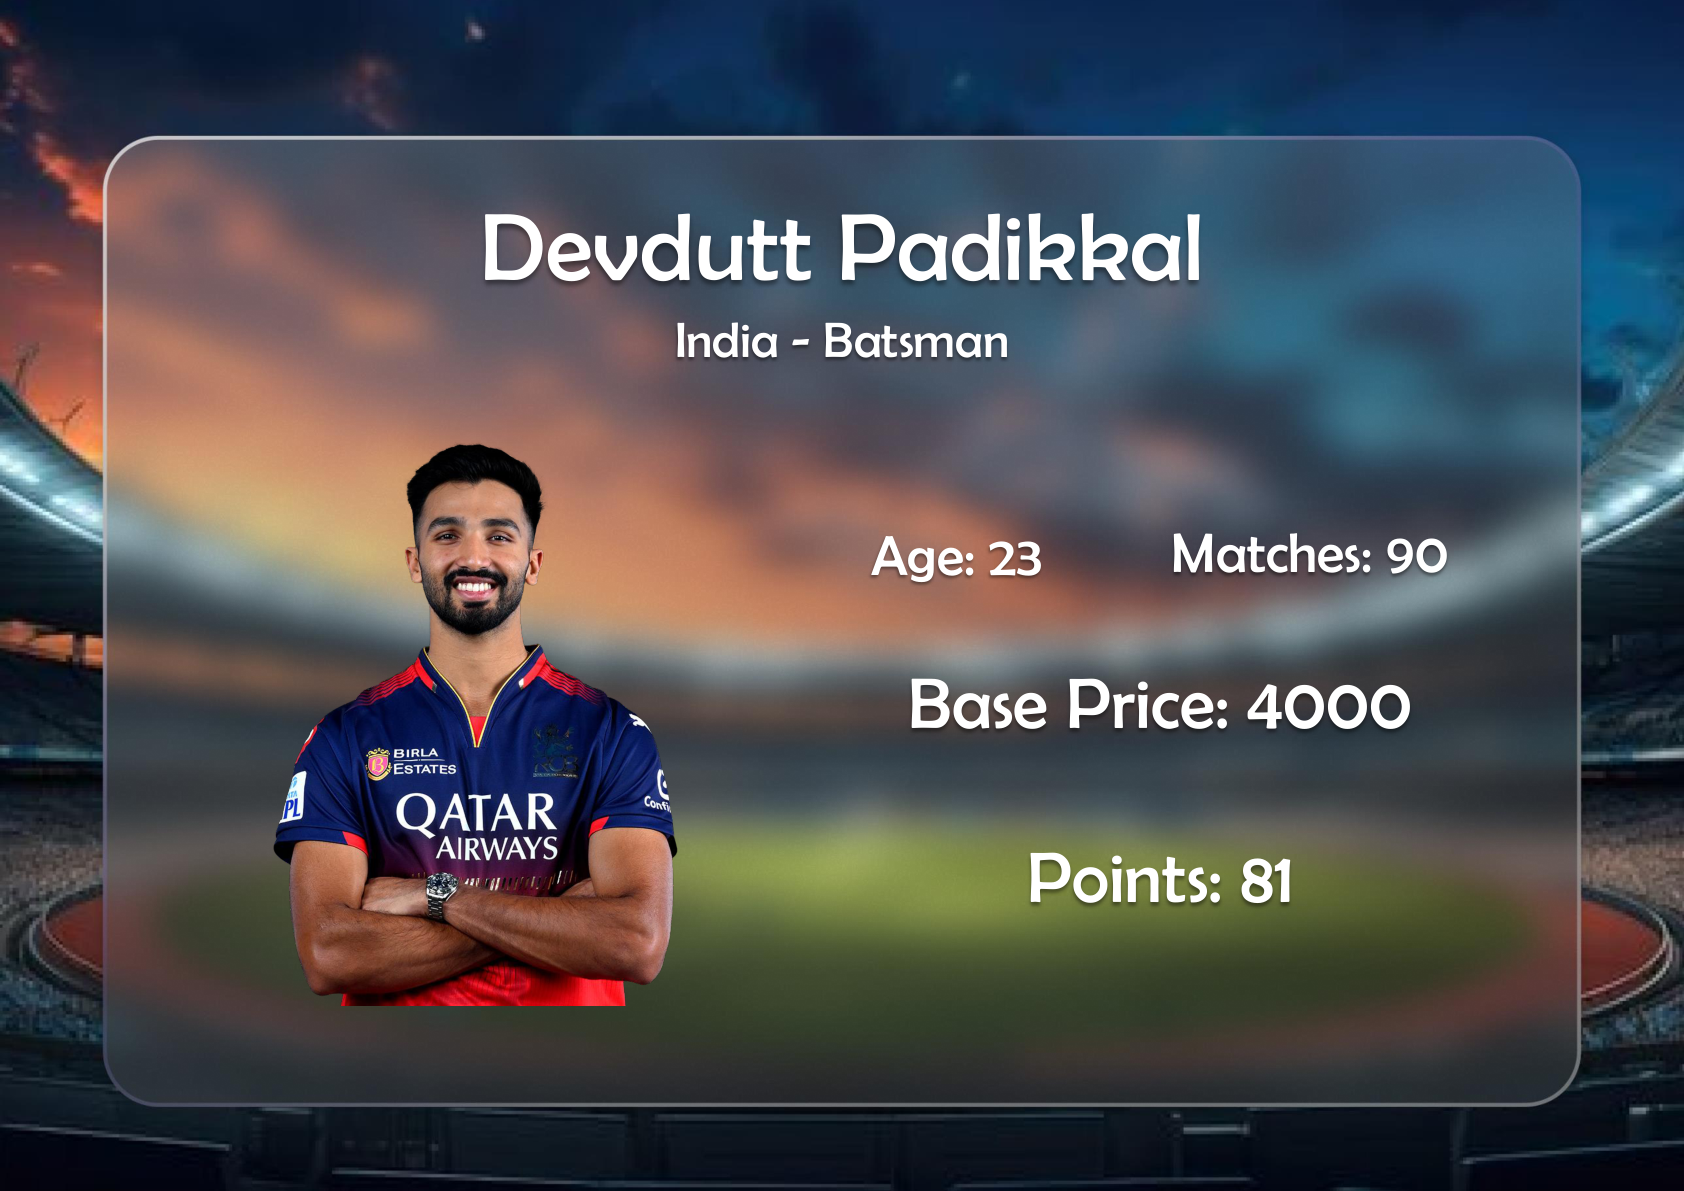 Devdutt Padikkal
India - Batsman
Age: 23
Matches: 90
Base Price: 4000
Points: 81
BIRLA
ESTATES
QATAR
AIRWAYS